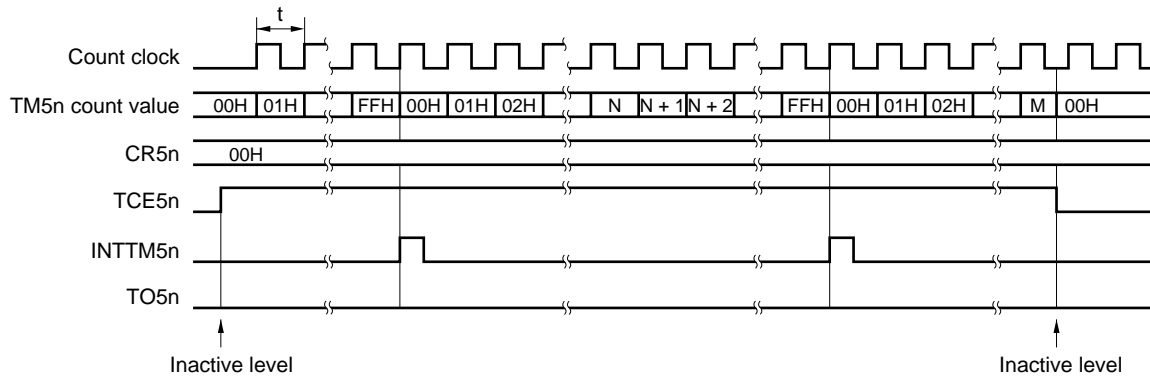 t
Count clock
TM5n count value 00H 01H FFH 00H 01H 02H N N + 1 N + 2 FFH 00H 01H 02H M 00H
CR5n 00H
TCE5n
INTTM5n
TO5n
Inactive level Inactive level